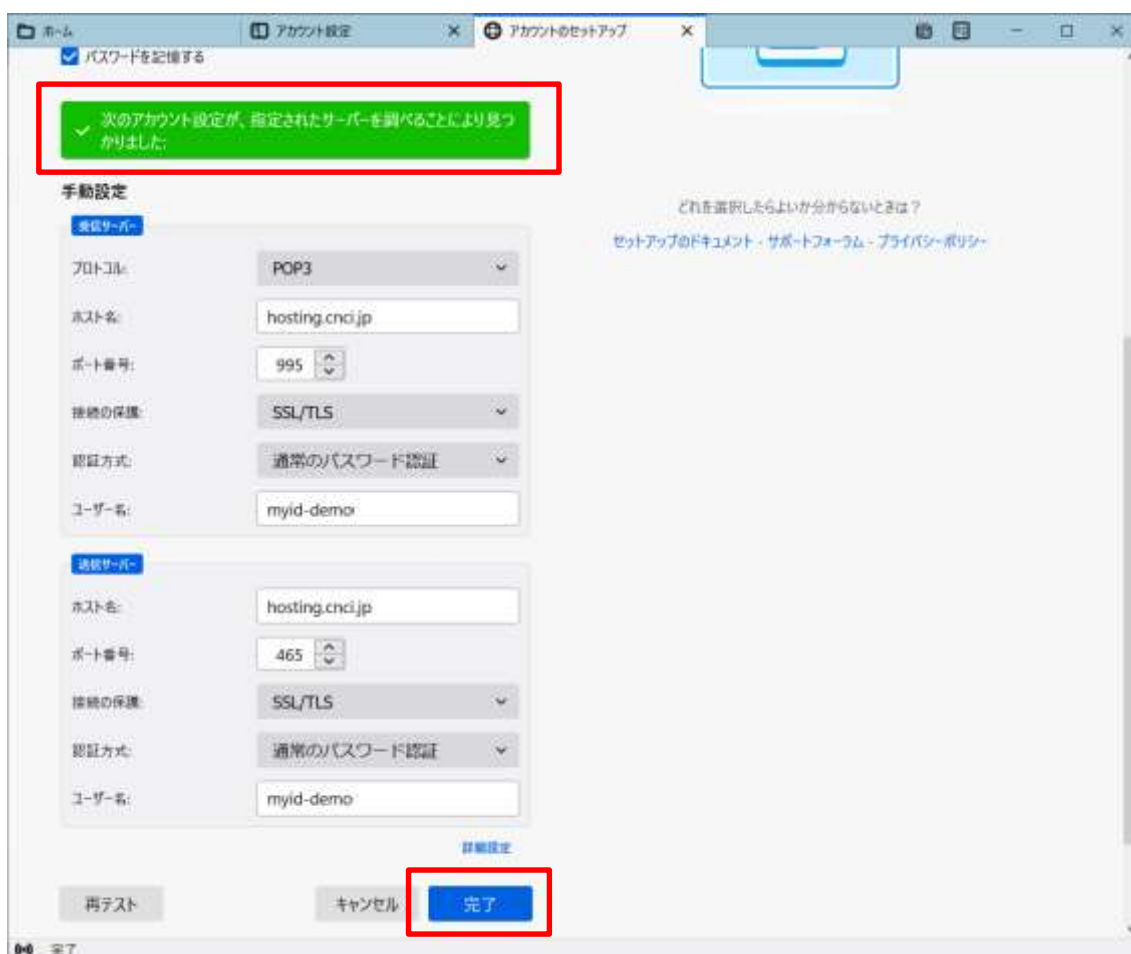 ホーム
アカウント設定
アカウントのセットアップ
パスワードを記憶する
次のアカウント設定が、指定されたサーバーを調べることにより見つ
かりました:
手動設定
受信サーバー
プロトコル: POP3
ホスト名: hosting.cnci.jp
ポート番号: 995
接続の保護: SSL/TLS
認証方式: 通常のパスワード認証
ユーザー名: myid-demo
送信サーバー
ホスト名: hosting.cnci.jp
ポート番号: 465
接続の保護: SSL/TLS
認証方式: 通常のパスワード認証
ユーザー名: myid-demo
詳細設定
再テスト
キャンセル
完了
どれを選択したらよいか分からないときは?
セットアップのドキュメント - サポートフォーラム - プライバシーポリシー
完了